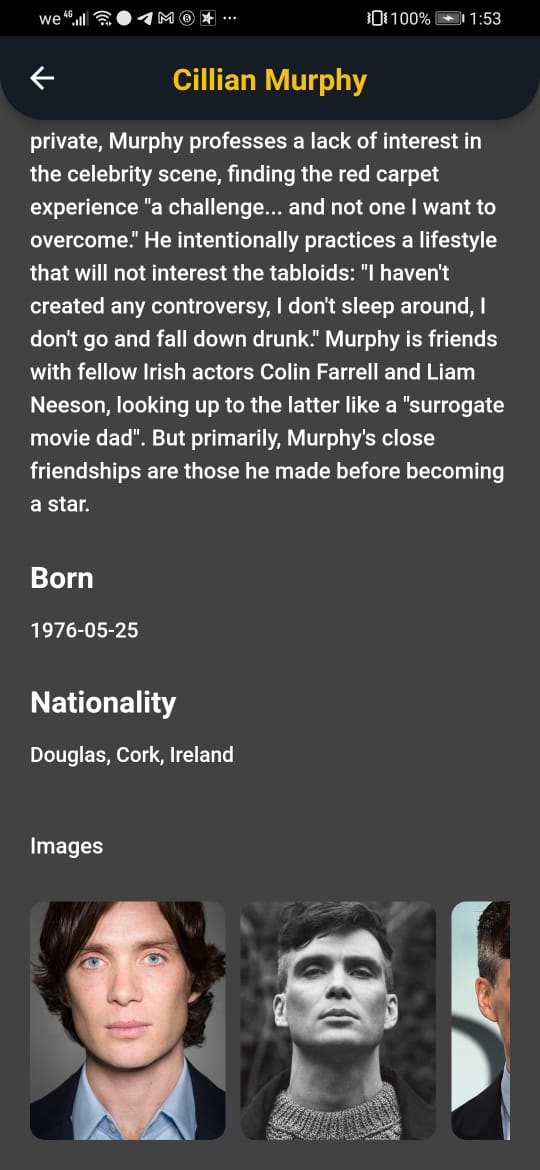 we 4G 100% 1:53
Cillian Murphy
private, Murphy professes a lack of interest in
the celebrity scene, finding the red carpet
experience "a challenge... and not one I want to
overcome." He intentionally practices a lifestyle
that will not interest the tabloids: "I haven't
created any controversy, I don't sleep around, I
don't go and fall down drunk." Murphy is friends
with fellow Irish actors Colin Farrell and Liam
Neeson, looking up to the latter like a "surrogate
movie dad". But primarily, Murphy's close
friendships are those he made before becoming
a star.
Born
1976-05-25
Nationality
Douglas, Cork, Ireland
Images